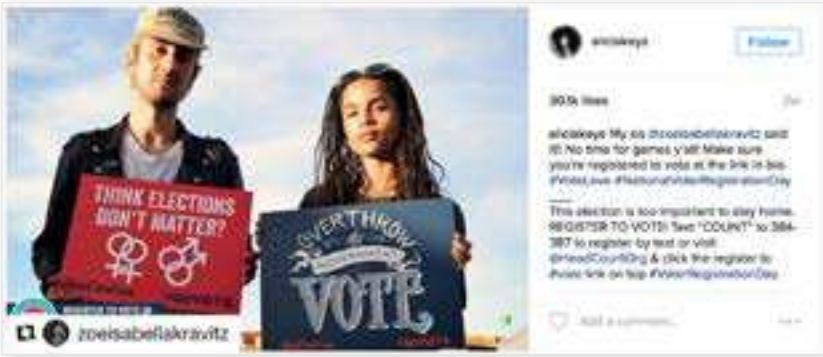 THINK ELECTIONS
DON'T MATTER?
OVERTHROW
VOTE
zoeisabellakravitz
aliciakeys
Follow
likes
aliciakeys My sis @zoeisabellakravitz said
it! No time for games y'all! Make sure
you're registered to vote at the link in bio
#NationalVoterRegistrationDay
This election is too important to stay home.
REGISTER TO VOTE! Text "COUNT" to 384-
387 to register by text or visit
@HeadCountOrg & click the register to
#vote link on top #VoterRegistrationDay
Add a comment...